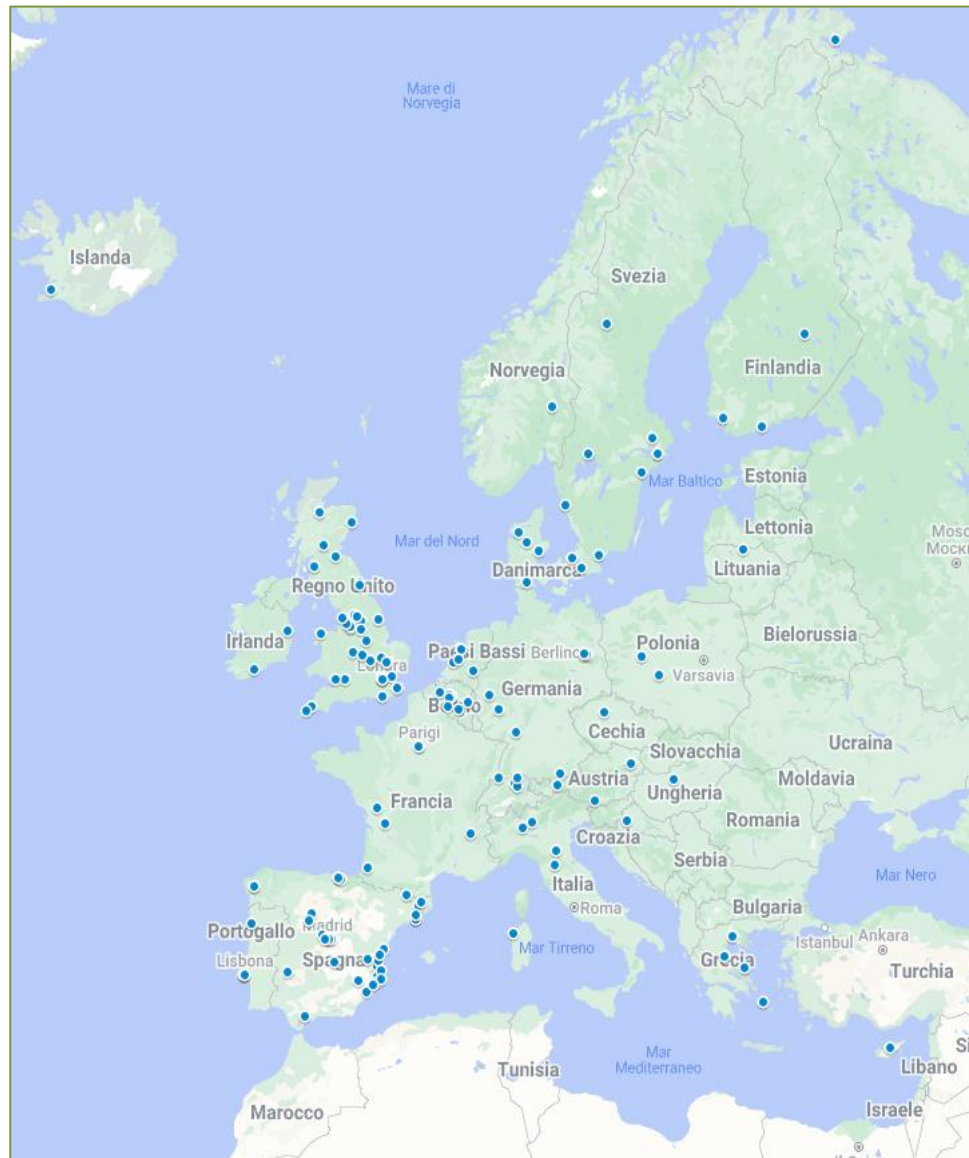 Mare di
Norvegia
Islanda
Svezia
Norvegia
Finlandia
Mar Baltico
Estonia
Mar del Nord
Lettonia
Mosc
Моск
Danimarca
Lituania
Regno Unito
Irlanda
Paesi Bassi
Berlino
Polonia
Bielorussia
Londra
Varsavia
Germania
Belgio
Parigi
Cechia
Ucraina
Slovacchia
Austria
Moldavia
Ungheria
Francia
Romania
Croazia
Serbia
Italia
Mar Nero
Roma
Bulgaria
Portogallo
Madrid
Istanbul
Ankara
Mar Tirreno
Lisbona
Spagna
Grecia
Turchia
Mar
Mediterraneo
Si
Tunisia
Libano
Marocco
Israele